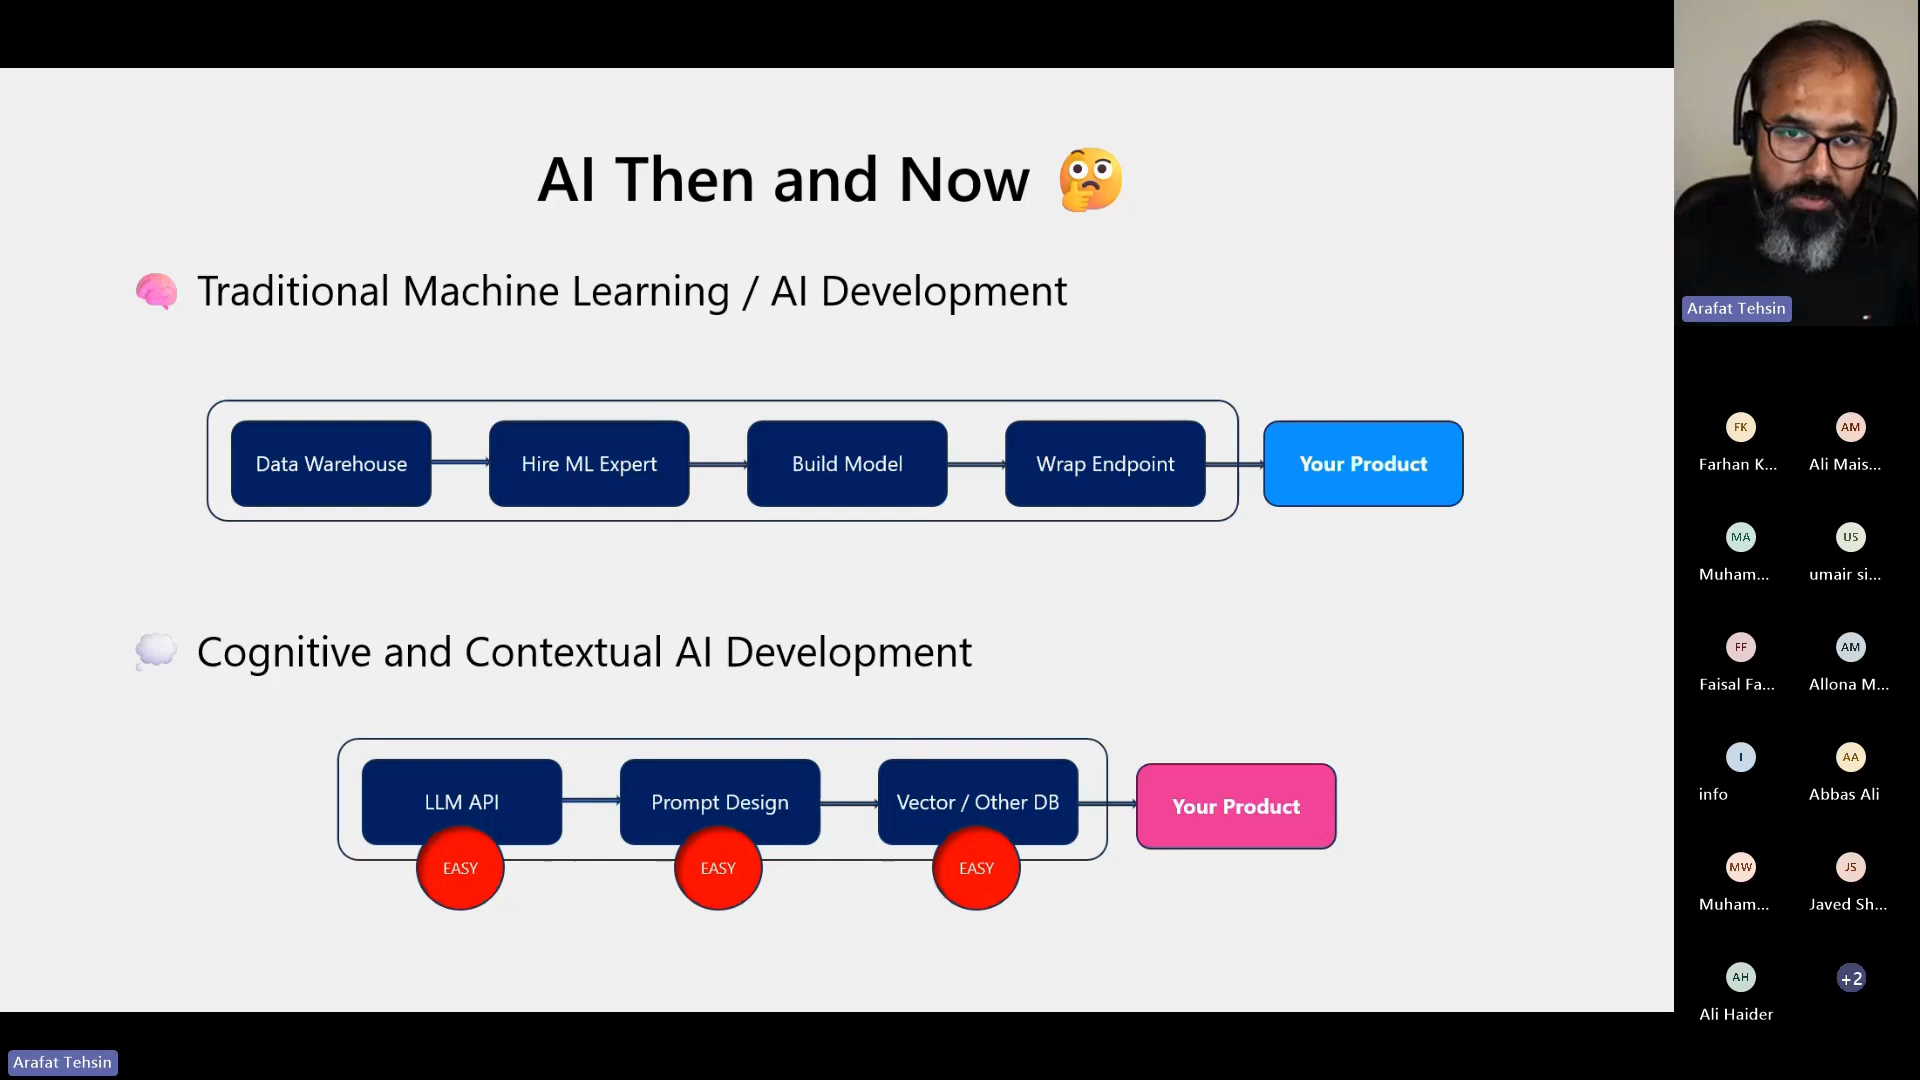 AI Then and Now
Traditional Machine Learning / AI Development
Data Warehouse
Hire ML Expert
Build Model
Wrap Endpoint
Your Product
Cognitive and Contextual AI Development
LLM API
Prompt Design
Vector / Other DB
Your Product
EASY
EASY
EASY
Arafat Tehsin
Arafat Tehsin
FK
AM
Farhan K...
Ali Mais...
MA
US
Muham...
umair si...
FF
AM
Faisal Fa...
Allona M...
I
AA
info
Abbas Ali
MW
JS
Muham...
Javed Sh...
AH
+2
Ali Haider